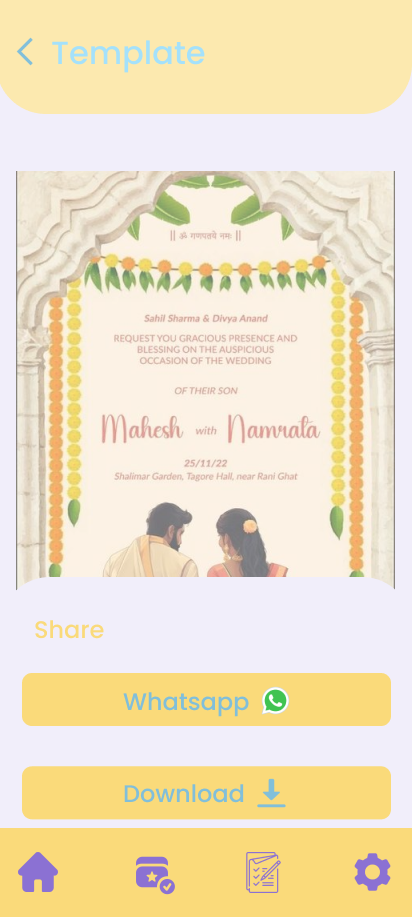 Template
|| ॐ गणपतये नमः ||
Sahil Sharma & Divya Anand
REQUEST YOU GRACIOUS PRESENCE AND
BLESSING ON THE AUSPICIOUS
OCCASION OF THE WEDDING
OF THEIR SON
Mahesh with Namrata
25/11/22
Shalimar Garden, Tagore Hall, near Rani Ghat
Share
Whatsapp
Download